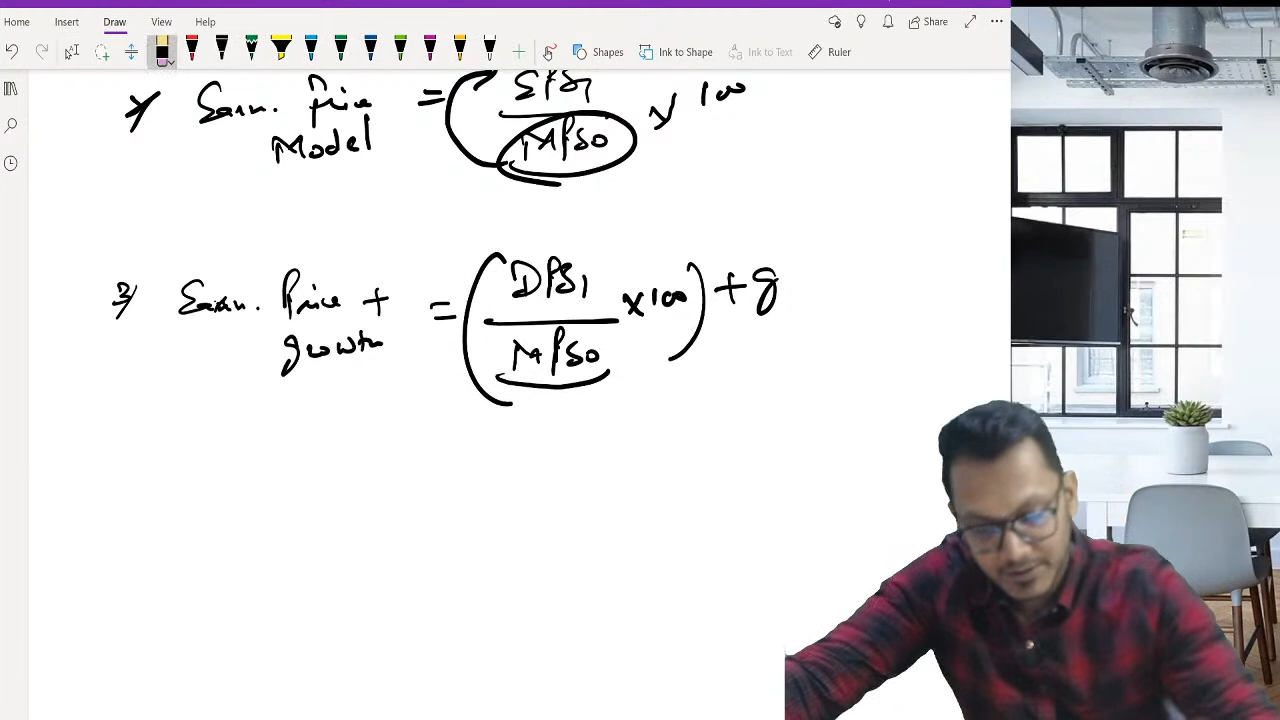 Home Insert Draw View Help
Share
Shapes Ink to Shape Ink to Text Ruler
Earn. Price = ( EPS1
Model MPS0 x 100
3) Earn. Price + = ( DPS1 x 100 ) + g
growth MPS0